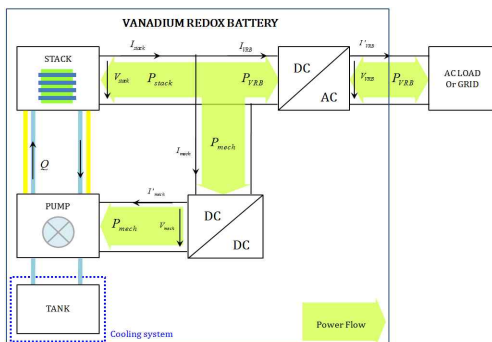 VANADIUM REDOX BATTERY
I_stack
I_VRB
I'_VRB
STACK
V_stack
P_stack
P_VRB
DC
AC
V_VRB
P_VRB
AC LOAD
Or GRID
P_mech
I_mech
Q
I'_mech
PUMP
P_mech
V_mech
DC
DC
TANK
Cooling system
Power Flow